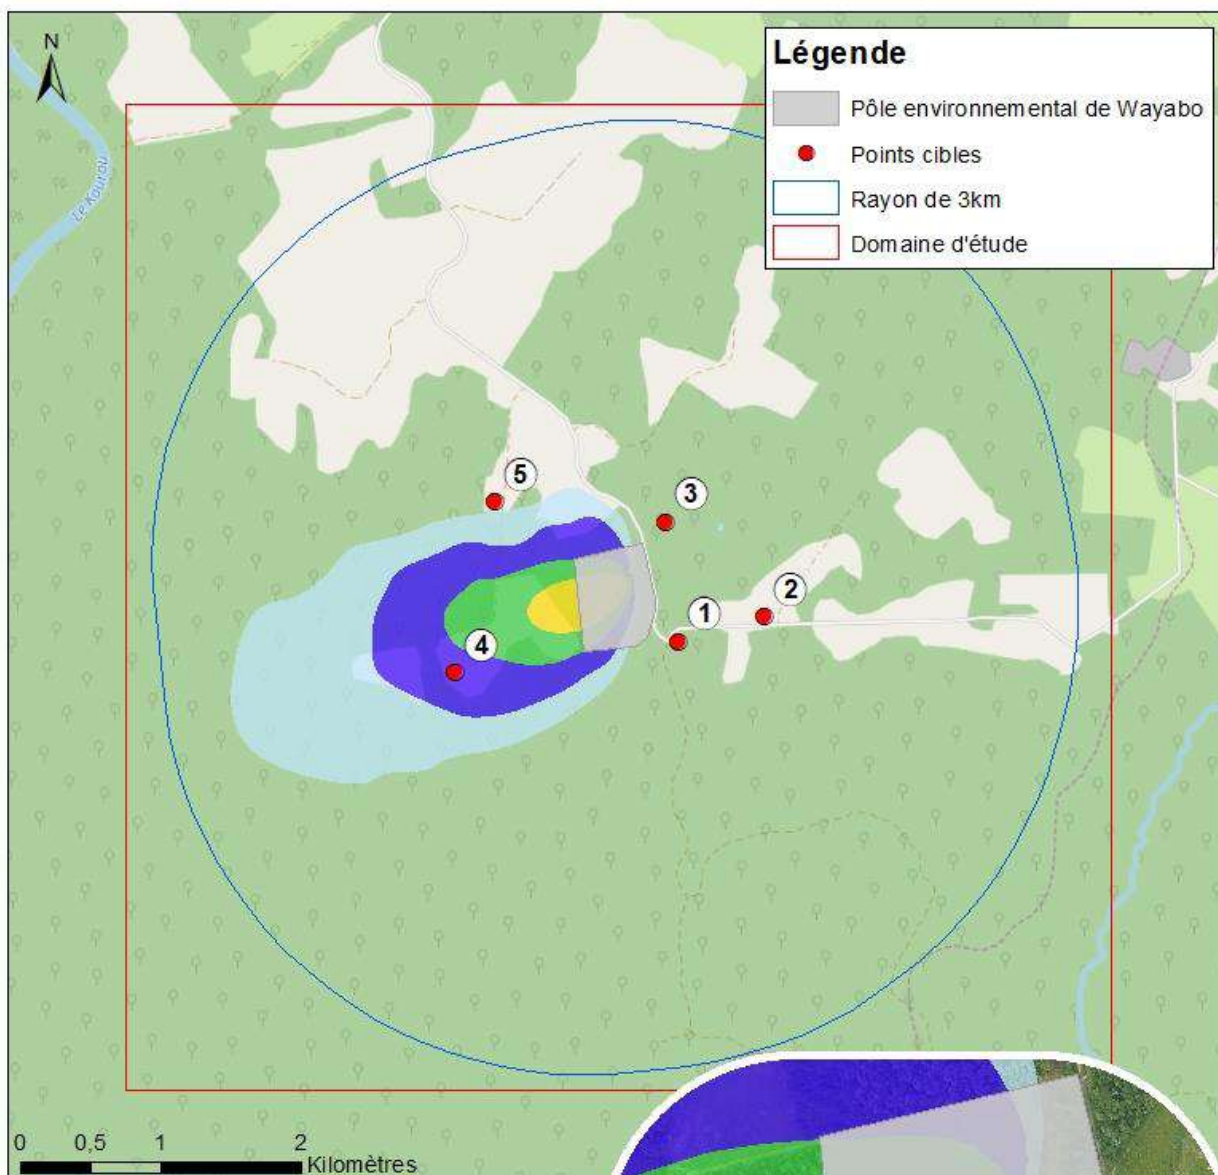 N
Légende
Pôle environnemental de Wayabo
Points cibles
Rayon de 3km
Domaine d'étude
Le Kourou
5
3
2
1
4
0 0,5 1 2
Kilomètres